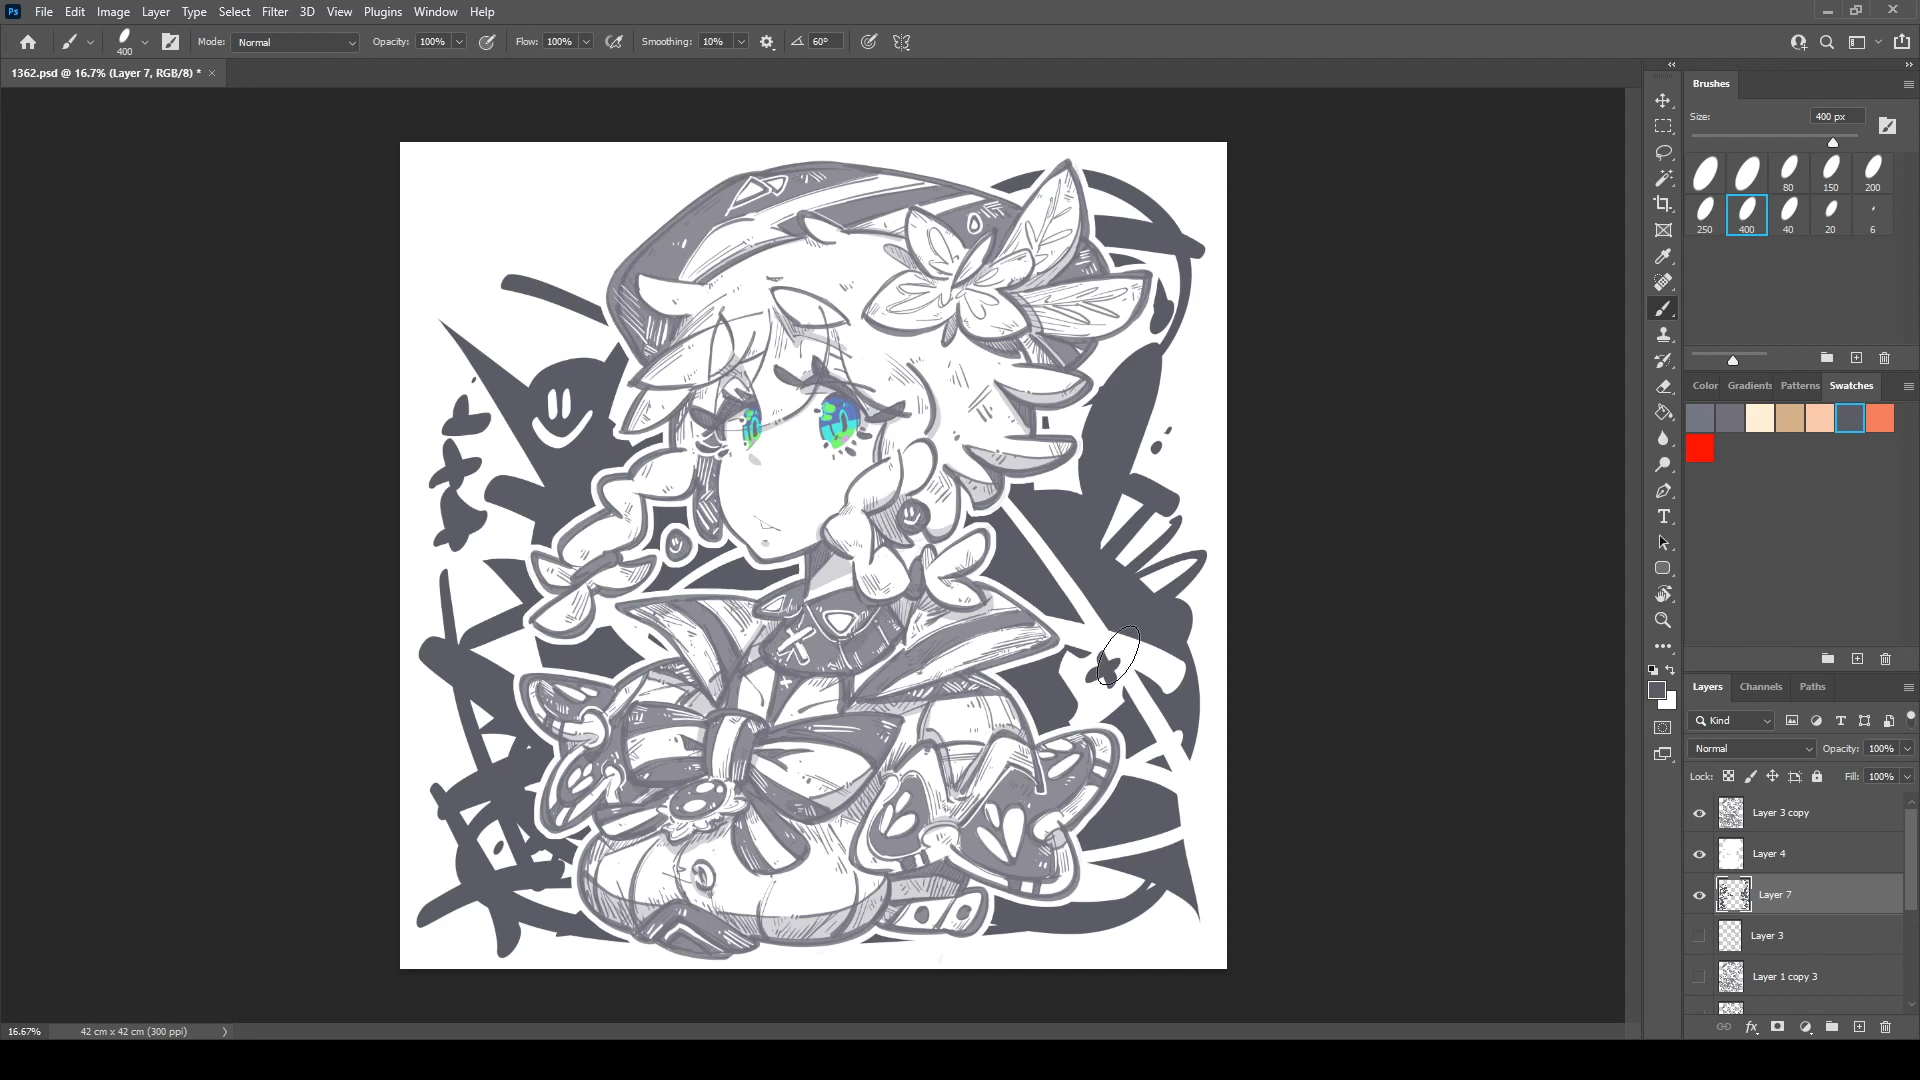 Ps File Edit Image Layer Type Select Filter 3D View Plugins Window Help
400 Mode: Normal Opacity: 100% Flow: 100% Smoothing: 10% 60°
1362.psd @ 16.7% (Layer 7, RGB/8) * ×
Brushes
Size: 400 px
80 150 200
250 400 40 20 6
Color Gradients Patterns Swatches
Layers Channels Paths
Kind
Normal Opacity: 100%
Lock: Fill: 100%
Layer 3 copy
Layer 4
Layer 7
Layer 3
Layer 1 copy 3
fx
16.67% 42 cm x 42 cm (300 ppi)